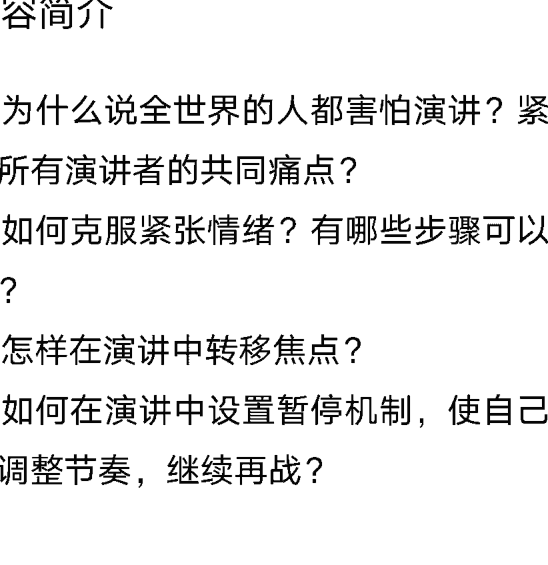 容简介
为什么说全世界的人都害怕演讲？紧
所有演讲者的共同痛点？
如何克服紧张情绪？有哪些步骤可以
？
怎样在演讲中转移焦点？
如何在演讲中设置暂停机制，使自己
调整节奏，继续再战？